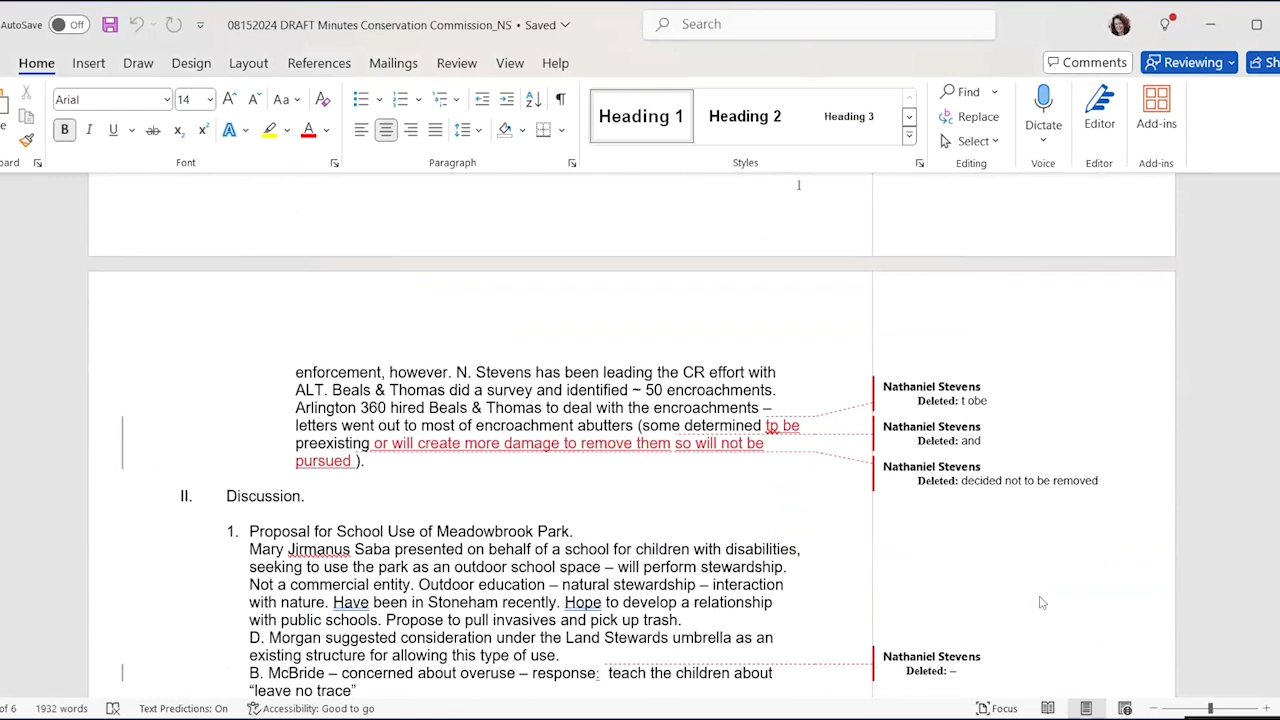 AutoSave Off 08152024 DRAFT Minutes Conservation Commission_NS • Saved Search
Home Insert Draw Design Layout References Mailings Review View Help Comments Reviewing Sh
Arial 14 Aa Heading 1 Heading 2 Heading 3 Find Replace Select Dictate Editor Add-ins
oard Font Paragraph Styles Editing Voice Editor Add-ins
1
enforcement, however. N. Stevens has been leading the CR effort with
ALT. Beals & Thomas did a survey and identified ~ 50 encroachments.
Arlington 360 hired Beals & Thomas to deal with the encroachments –
letters went out to most of encroachment abutters (some determined tp be
preexisting or will create more damage to remove them so will not be
pursued ).
Nathaniel Stevens
Deleted: t obe
Nathaniel Stevens
Deleted: and
Nathaniel Stevens
Deleted: decided not to be removed
II. Discussion.
1. Proposal for School Use of Meadowbrook Park.
Mary Jirmanus Saba presented on behalf of a school for children with disabilities,
seeking to use the park as an outdoor school space – will perform stewardship.
Not a commercial entity. Outdoor education – natural stewardship – interaction
with nature. Have been in Stoneham recently. Hope to develop a relationship
with public schools. Propose to pull invasives and pick up trash.
D. Morgan suggested consideration under the Land Stewards umbrella as an
existing structure for allowing this type of use.
B. McBride – concerned about overuse – response: teach the children about
“leave no trace”
Nathaniel Stevens
Deleted: –
of 6 1932 words Text Predictions: On Accessibility: Good to go Focus